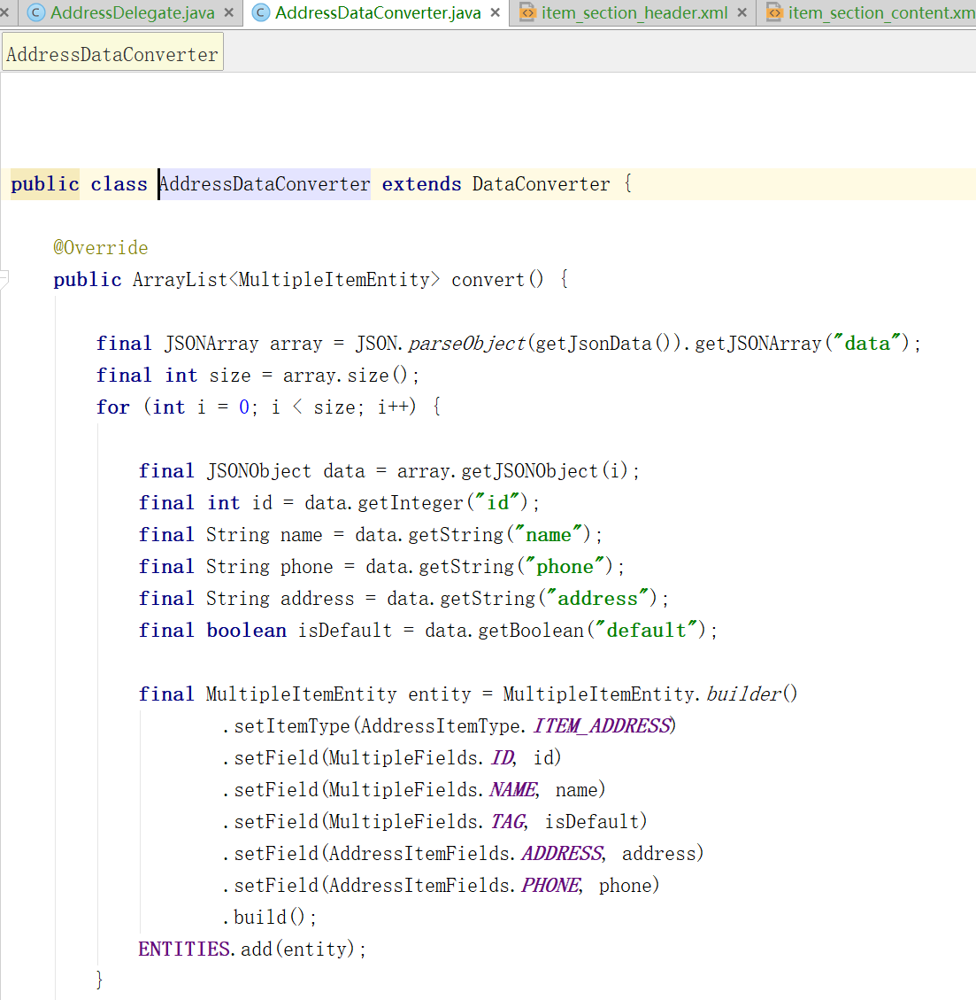 AddressDelegate.java AddressDataConverter.java item_section_header.xml item_section_content.xm
AddressDataConverter
public class AddressDataConverter extends DataConverter {
@Override
public ArrayList<MultipleItemEntity> convert() {
final JSONArray array = JSON.parseObject(getJsonData()).getJSONArray("data");
final int size = array.size();
for (int i = 0; i < size; i++) {
final JSONObject data = array.getJSONObject(i);
final int id = data.getInteger("id");
final String name = data.getString("name");
final String phone = data.getString("phone");
final String address = data.getString("address");
final boolean isDefault = data.getBoolean("default");
final MultipleItemEntity entity = MultipleItemEntity.builder()
.setItemType(AddressItemType.ITEM_ADDRESS)
.setField(MultipleFields.ID, id)
.setField(MultipleFields.NAME, name)
.setField(MultipleFields.TAG, isDefault)
.setField(AddressItemFields.ADDRESS, address)
.setField(AddressItemFields.PHONE, phone)
.build();
ENTITIES.add(entity);
}